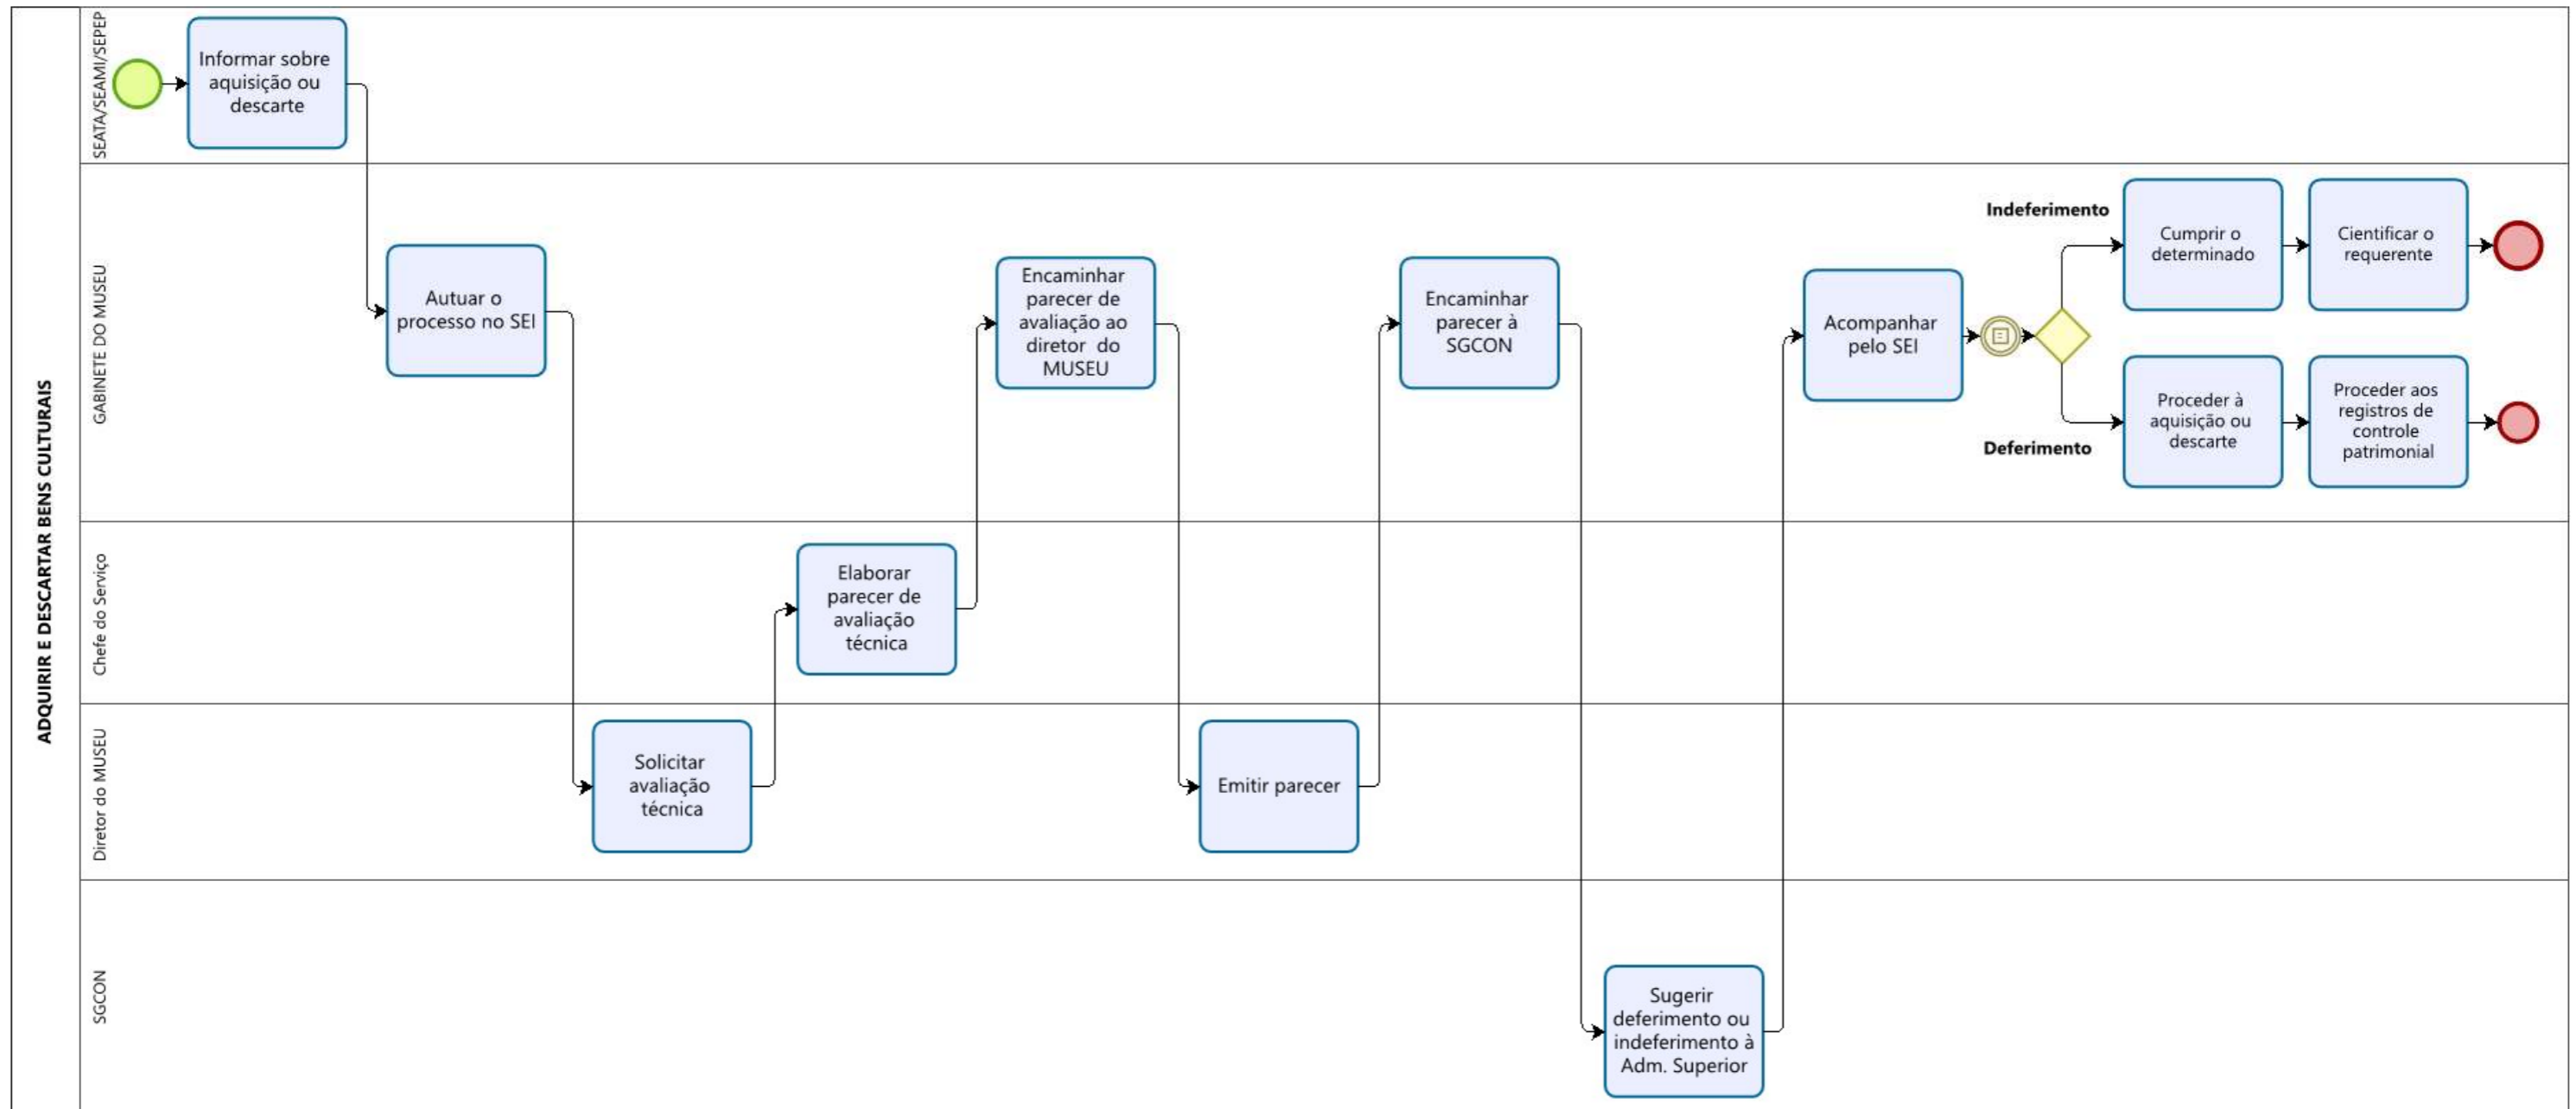 ADQUIRIR E DESCARTAR BENS CULTURAIS
SEATA/SEAMI/SEPEP
Informar sobre
aquisição ou
descarte
GABINETE DO MUSEU
Autuar o
processo no SEI
Encaminhar
parecer de
avaliação ao
diretor do
MUSEU
Encaminhar
parecer à
SGCON
Acompanhar
pelo SEI
Indeferimento
Cumprir o
determinado
Cientificar o
requerente
Deferimento
Proceder à
aquisição ou
descarte
Proceder aos
registros de
controle
patrimonial
Chefe do Serviço
Elaborar
parecer de
avaliação
técnica
Diretor do MUSEU
Solicitar
avaliação
técnica
Emitir parecer
SGCON
Sugerir
deferimento ou
indeferimento à
Adm. Superior